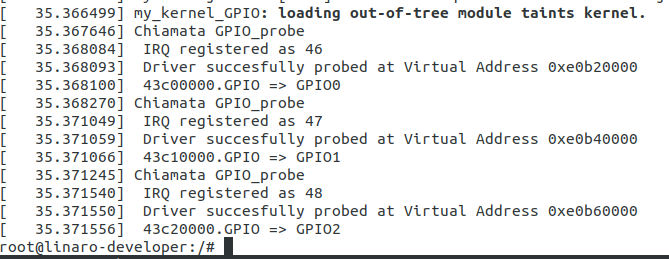 [   35.366499] my_kernel_GPIO: loading out-of-tree module taints kernel.
[   35.367646] Chiamata GPIO_probe
[   35.368084]  IRQ registered as 46
[   35.368093]  Driver succesfully probed at Virtual Address 0xe0b20000
[   35.368100]  43c00000.GPIO => GPIO0
[   35.368270] Chiamata GPIO_probe
[   35.371049]  IRQ registered as 47
[   35.371059]  Driver succesfully probed at Virtual Address 0xe0b40000
[   35.371066]  43c10000.GPIO => GPIO1
[   35.371245] Chiamata GPIO_probe
[   35.371540]  IRQ registered as 48
[   35.371550]  Driver succesfully probed at Virtual Address 0xe0b60000
[   35.371556]  43c20000.GPIO => GPIO2
root@linaro-developer:/#